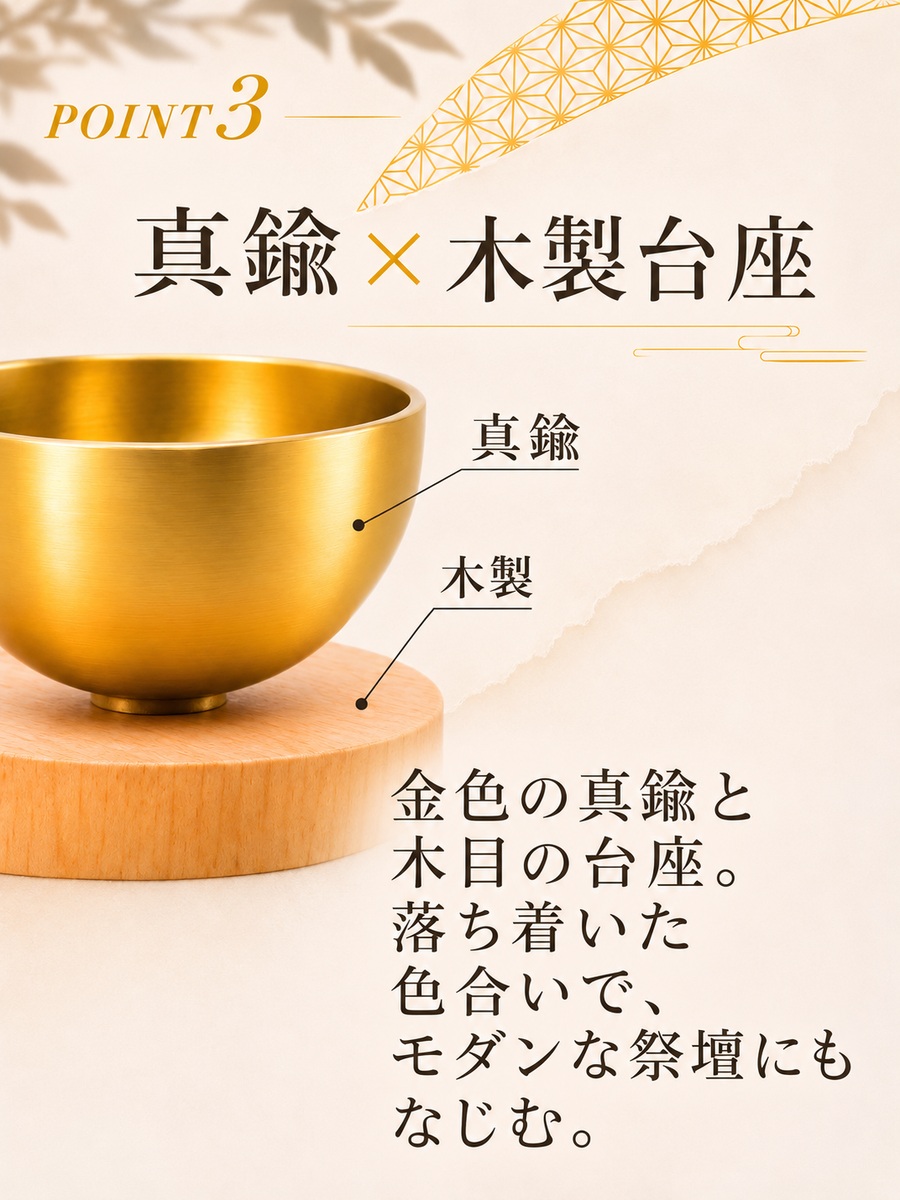 POINT 3
真鍮×木製台座
真鍮
木製
金色の真鍮と
木目の台座。
落ち着いた
色合いで、
モダンな祭壇にも
なじむ。